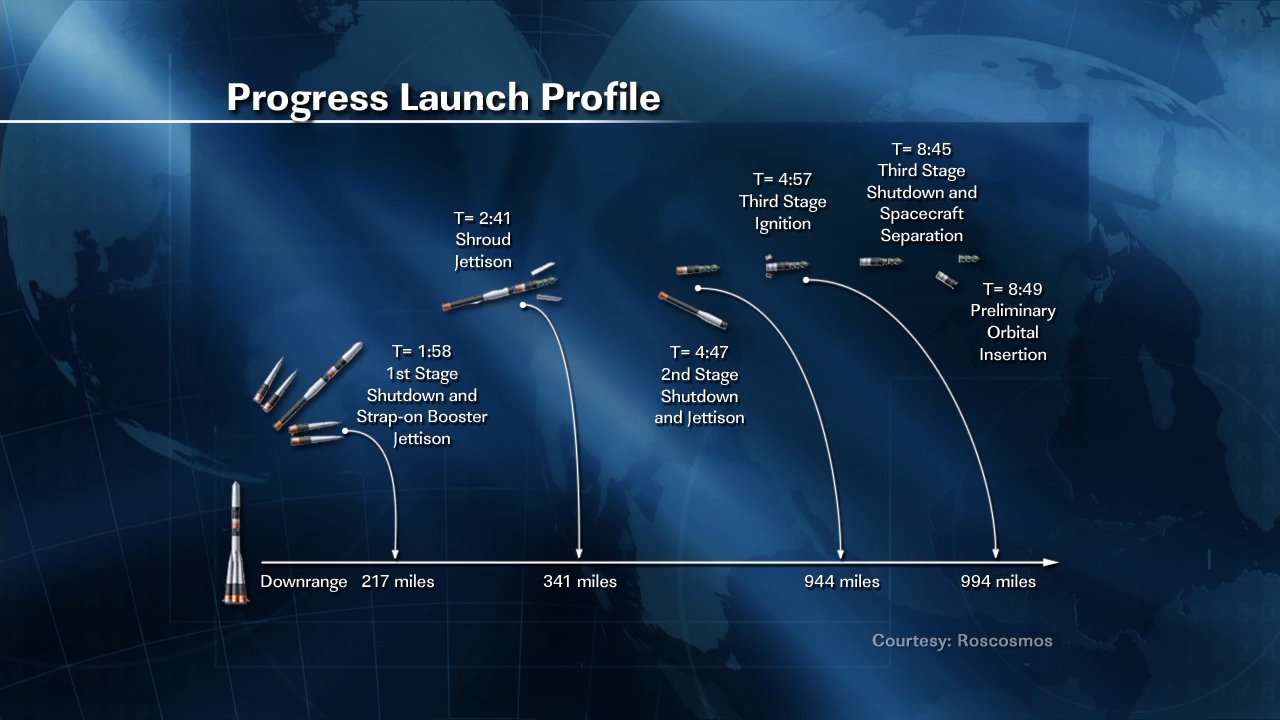 Progress Launch Profile
T= 8:45
Third Stage
Shutdown and
Spacecraft
Separation
T= 4:57
Third Stage
Ignition
T= 2:41
Shroud
Jettison
T= 8:49
Preliminary
Orbital
Insertion
T= 1:58
1st Stage
Shutdown and
Strap-on Booster
Jettison
T= 4:47
2nd Stage
Shutdown
and Jettison
Downrange 217 miles 341 miles 944 miles 994 miles
Courtesy: Roscosmos